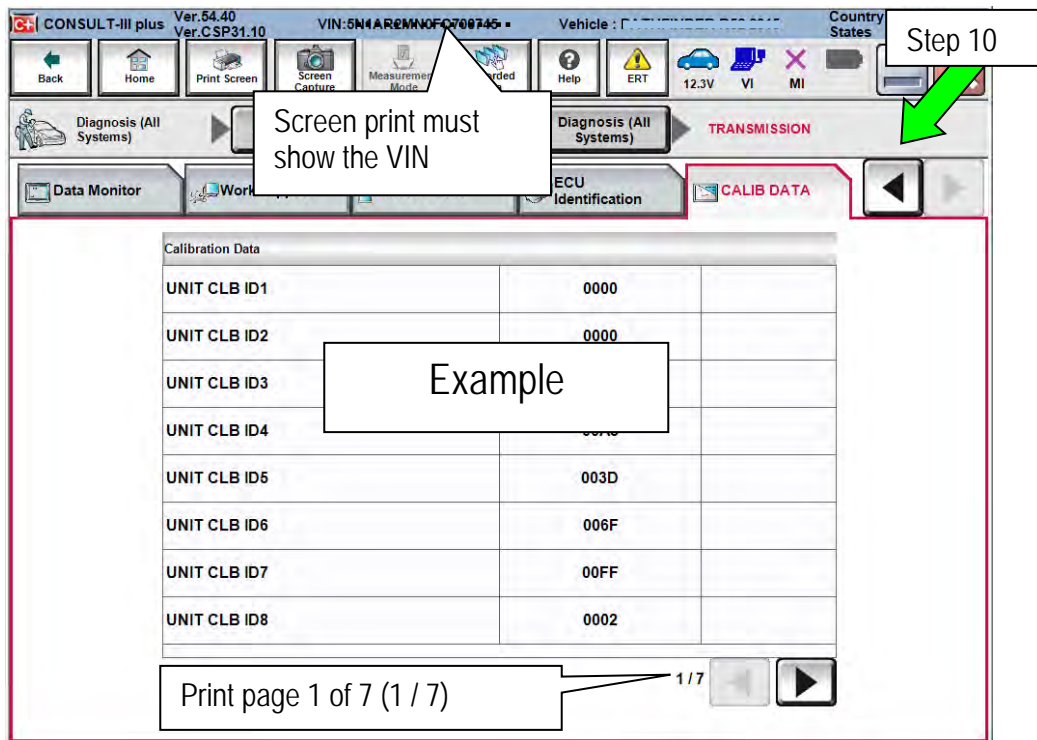 CONSULT-III plus Ver.54.40 Vehicle : Country
Ver.CSP31.10 VIN: States
Step 10
Back Home Print Screen Screen Capture Measurement Mode Help ERT 12.3V VI MI
Screen print must
show the VIN
Diagnosis (All
Systems)
Diagnosis (All
Systems)
TRANSMISSION
Data Monitor
Work
ECU
Identification
CALIB DATA
Calibration Data
UNIT CLB ID1 0000
UNIT CLB ID2 0000
UNIT CLB ID3
Example
UNIT CLB ID4
UNIT CLB ID5 003D
UNIT CLB ID6 006F
UNIT CLB ID7 00FF
UNIT CLB ID8 0002
Print page 1 of 7 (1 / 7)
1/7